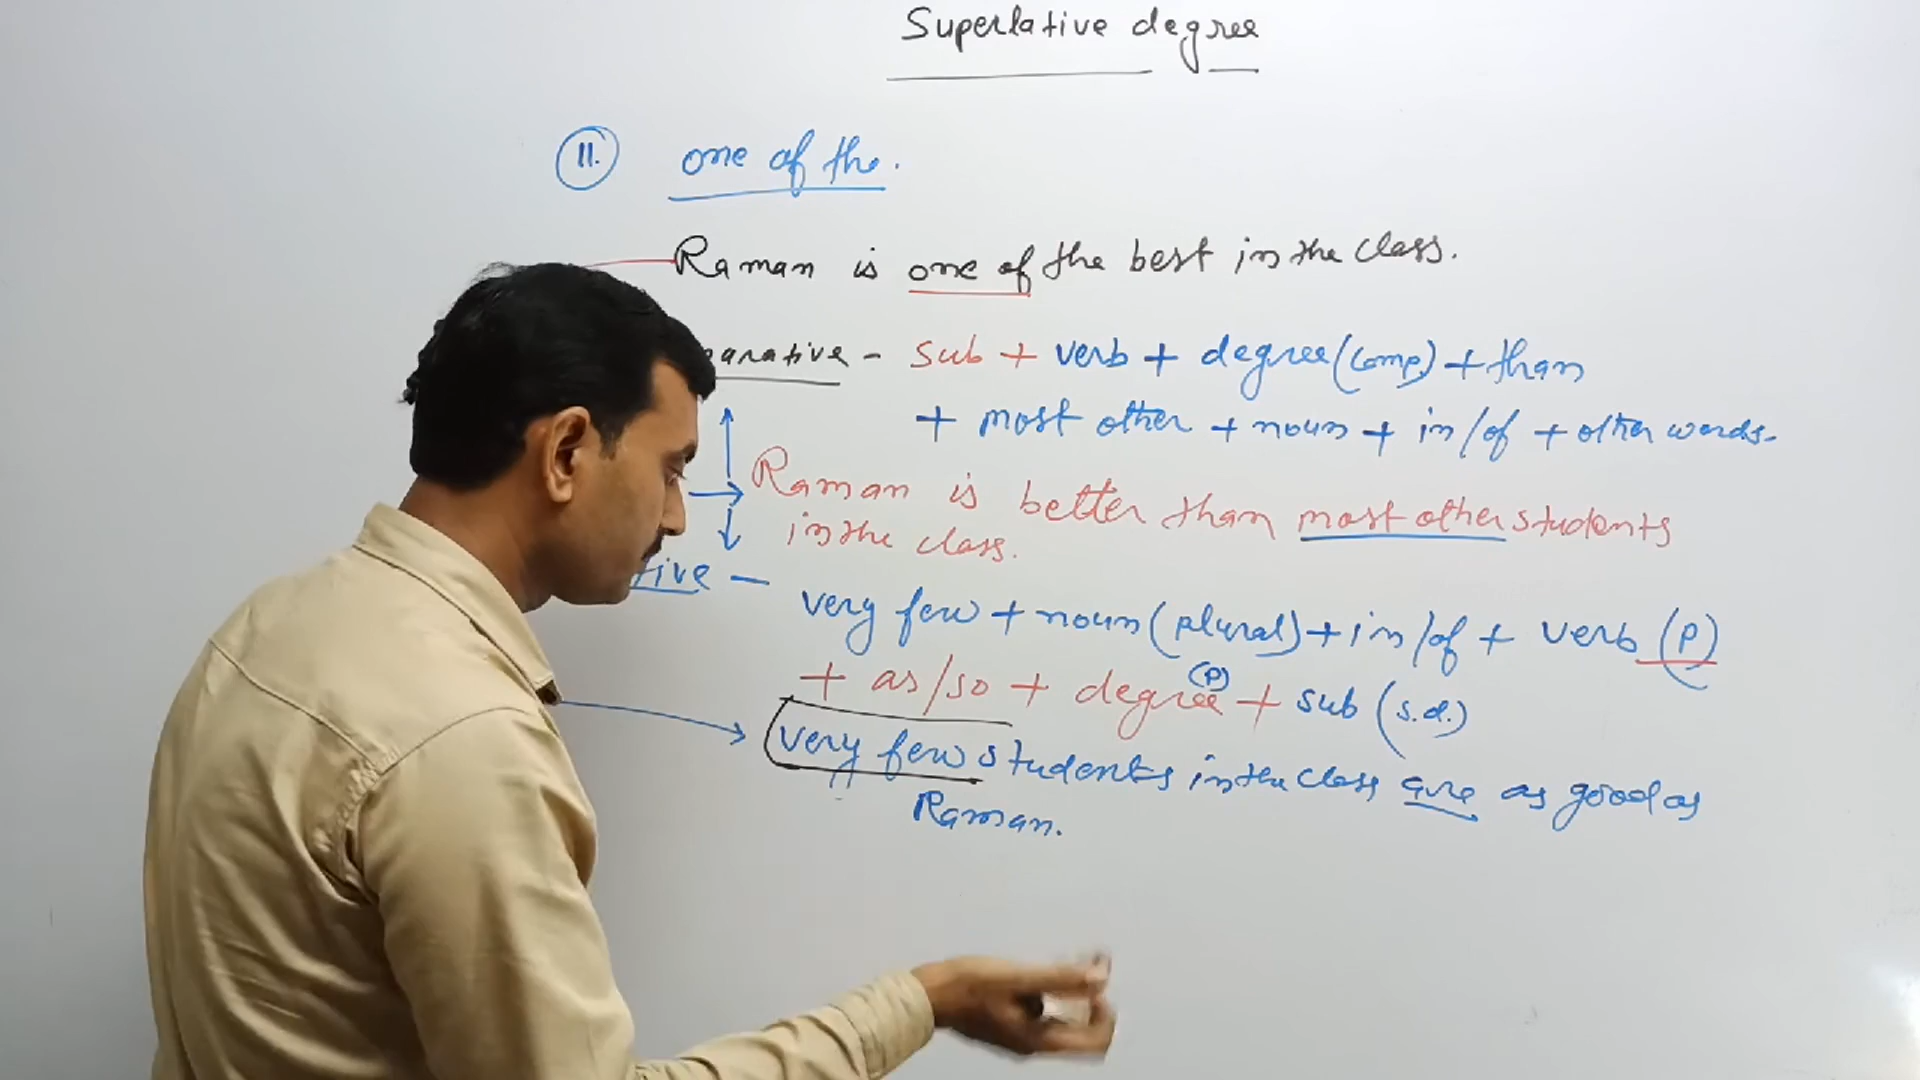 Superlative degree
II. one of the.
Raman is one of the best in the class.
parative - Sub + verb + degree (comp) + than
+ most other + noun + in/of + other words.
Raman is better than most other students
in the class.
tive - very few + noun (plural) + in/of + verb (p)
+ as/so + degree (p) + sub (s.d.)
very few students in the class are as good as
Raman.